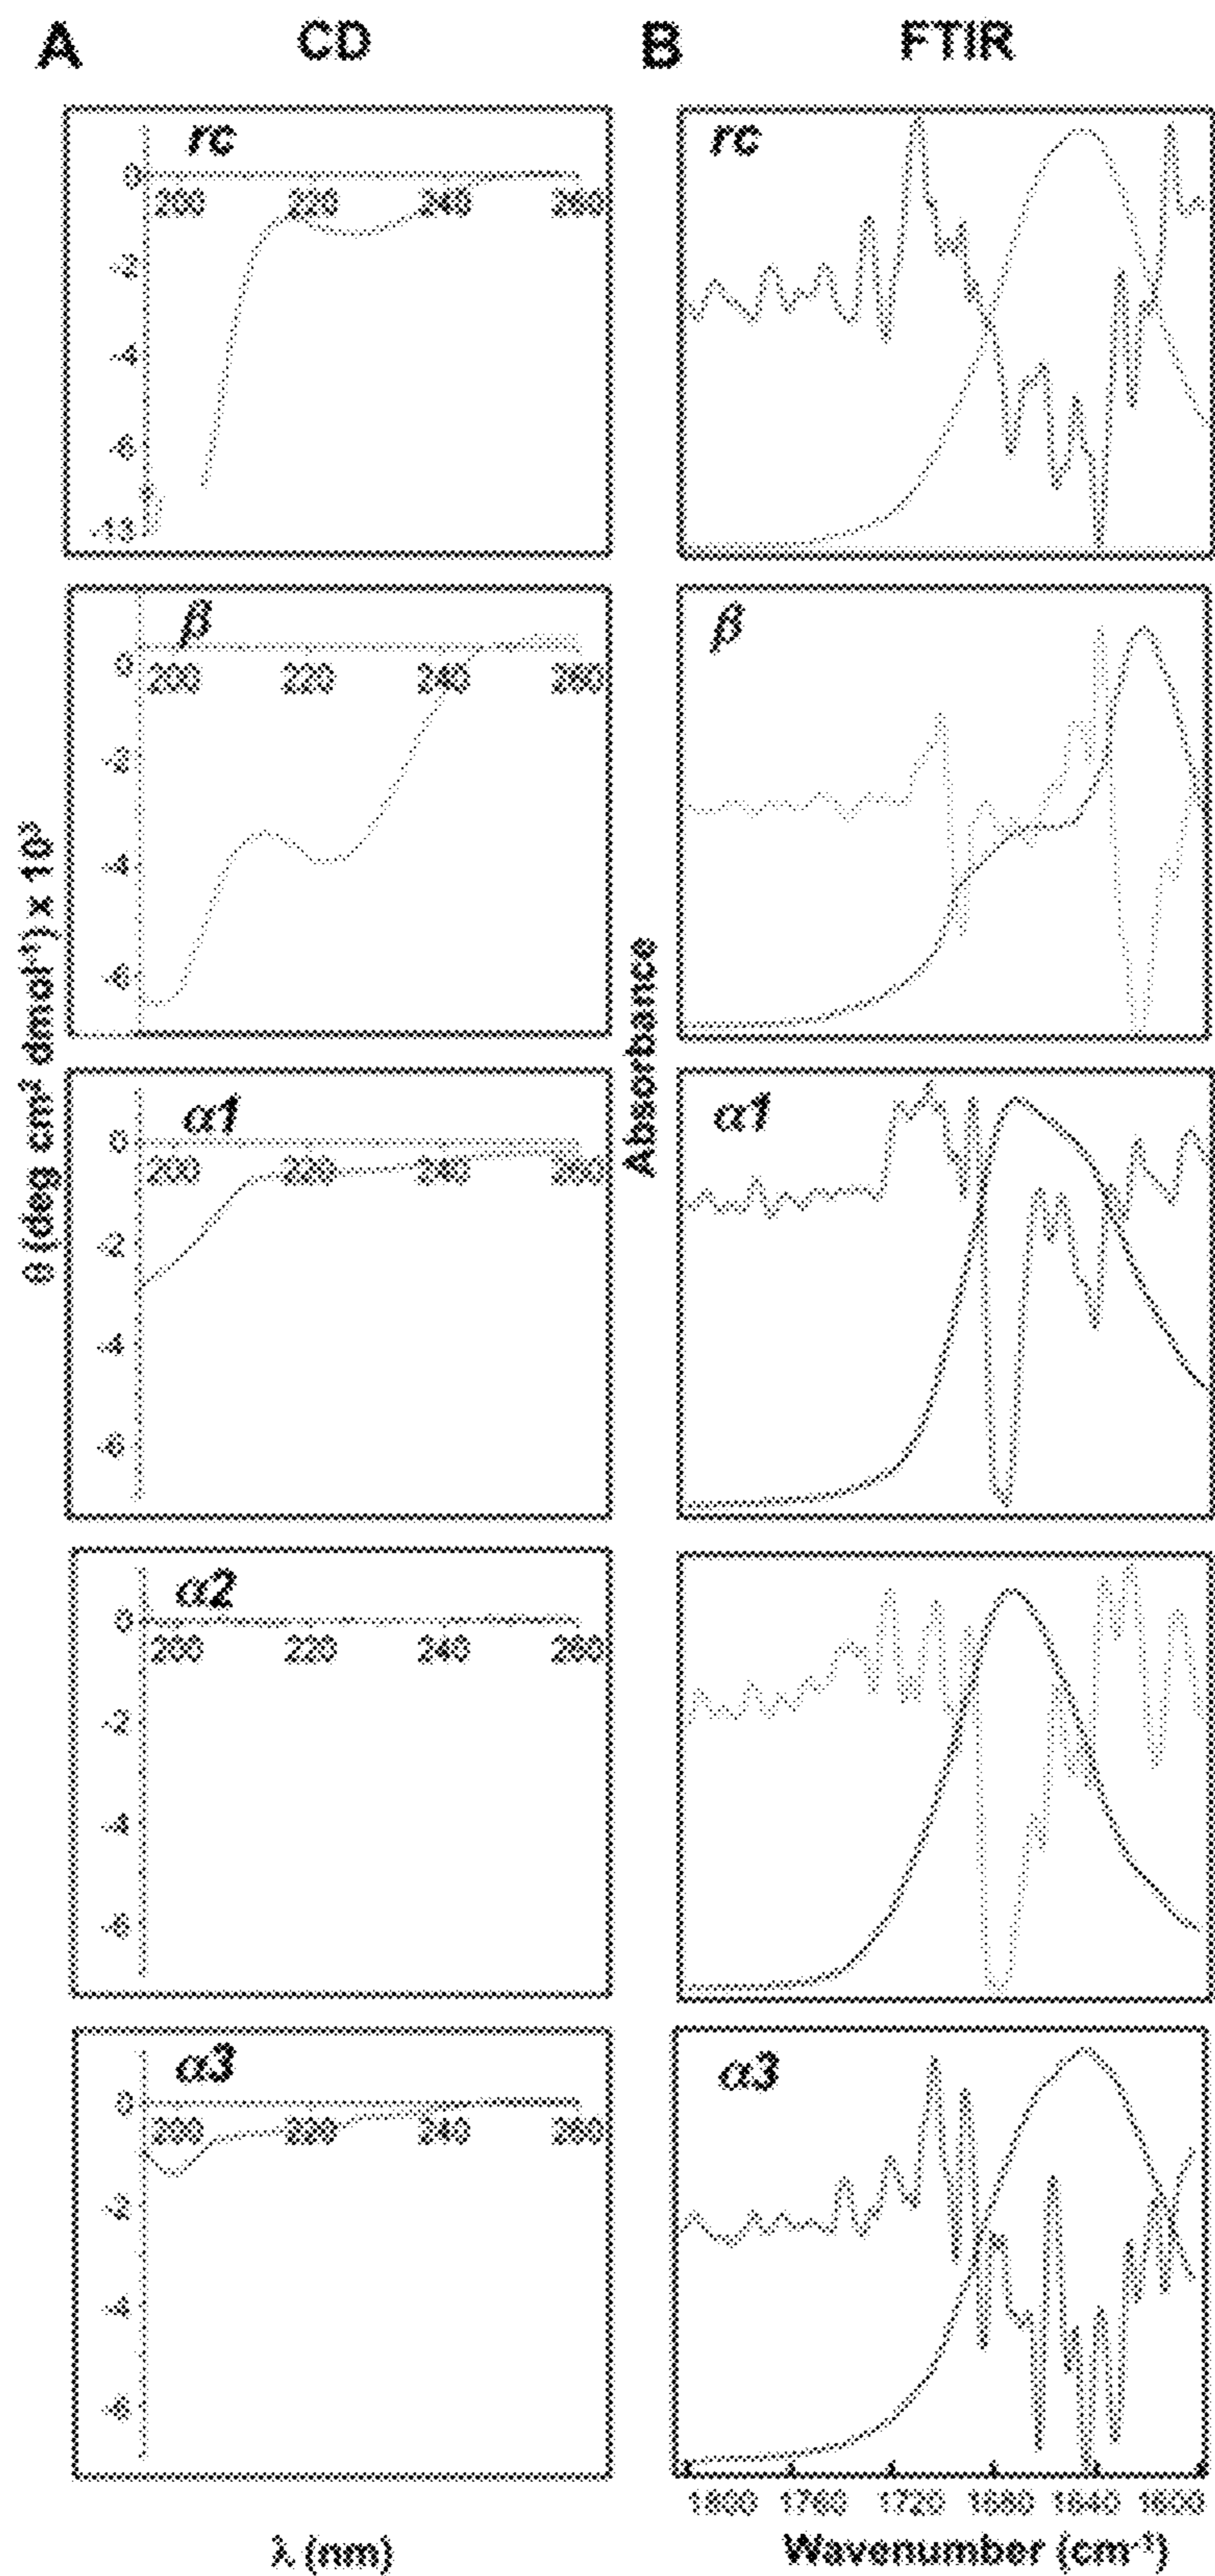 A CD B FTIR
rc
0
200 220 240 260
-2
-4
-6
-13
rc
β
0
200 220 240 260
-2
-4
-6
β
α1
0
200 220 240 260
-2
-4
-6
α1
α2
0
200 220 240 260
-2
-4
-6
α3
0
200 220 240 260
-2
-4
-6
α3
1800 1760 1720 1680 1640 1600
θ (deg cm² dmol⁻¹) x 10³
Absorbance
λ (nm)
Wavenumber (cm⁻¹)